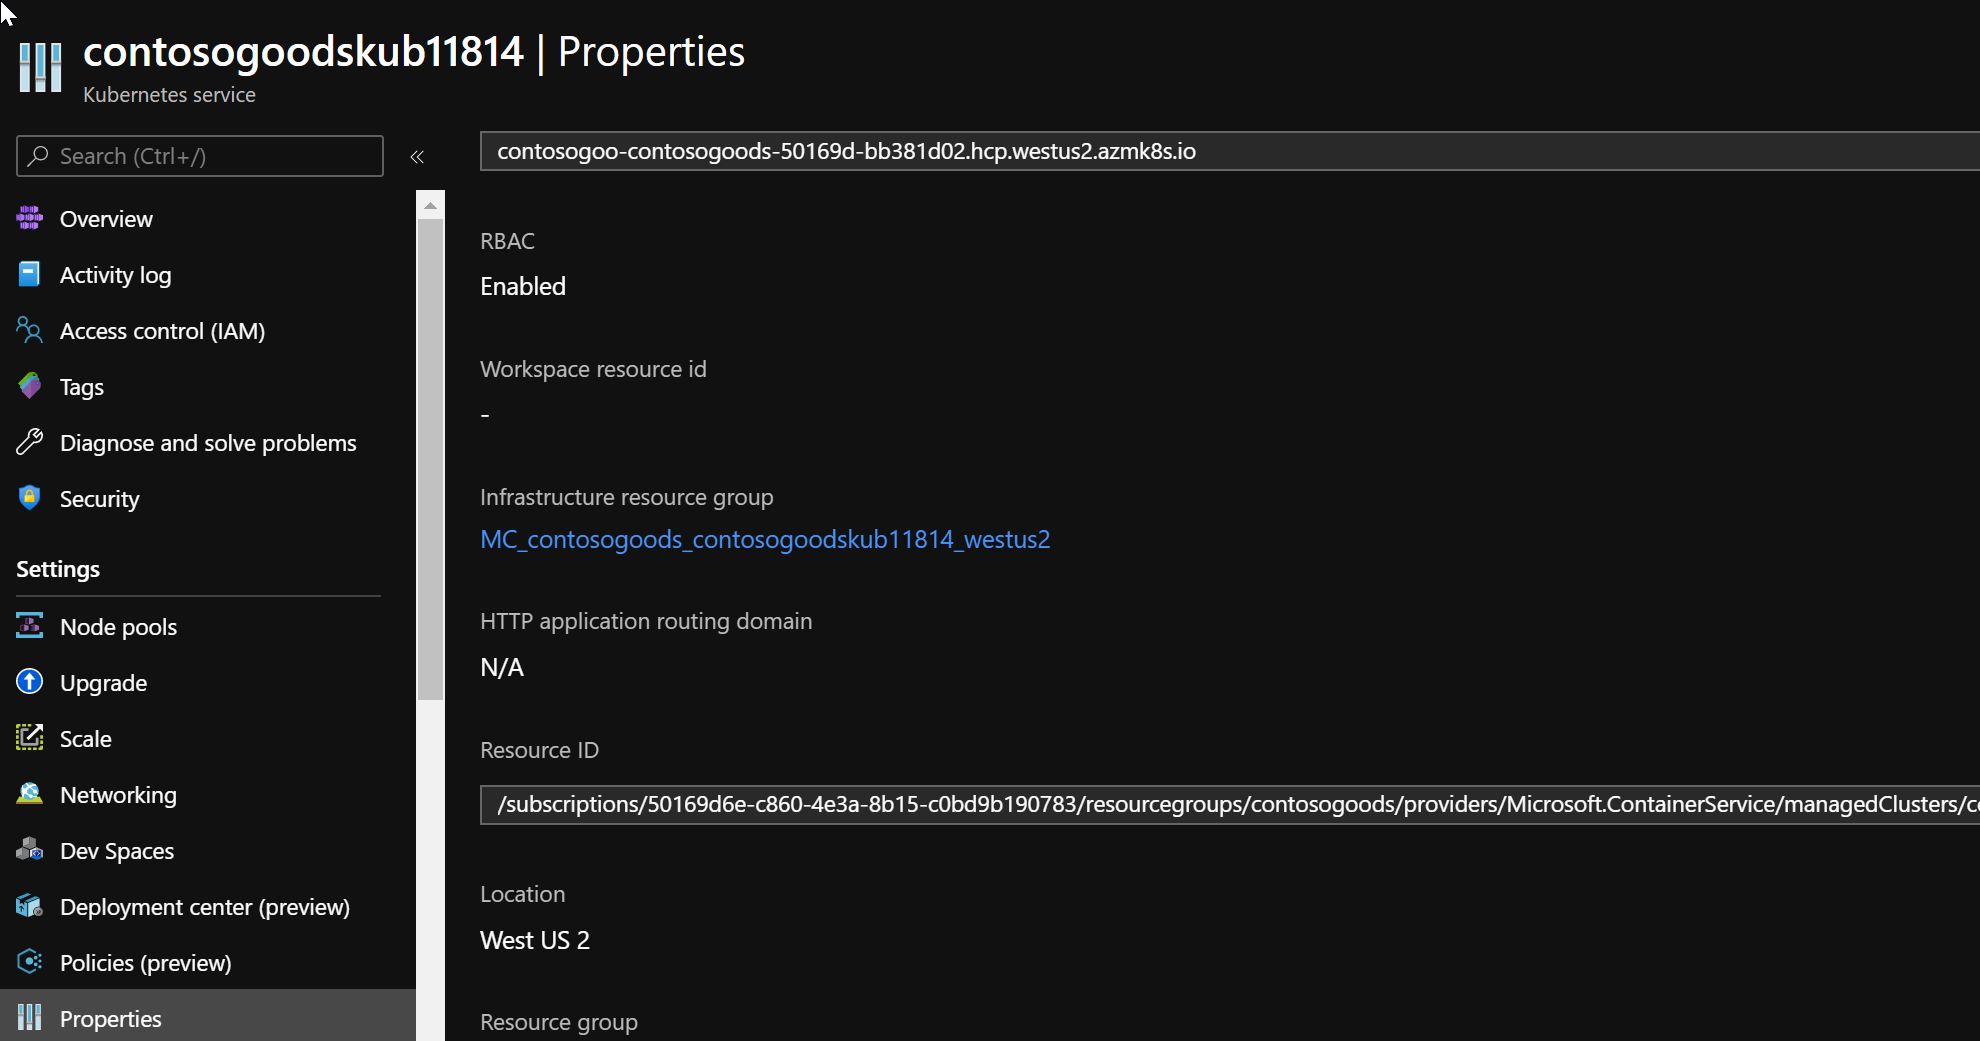 contosogoodskub11814 | Properties
Kubernetes service
Search (Ctrl+/)
«
Overview
Activity log
Access control (IAM)
Tags
Diagnose and solve problems
Security
Settings
Node pools
Upgrade
Scale
Networking
Dev Spaces
Deployment center (preview)
Policies (preview)
Properties
contosogoo-contosogoods-50169d-bb381d02.hcp.westus2.azmk8s.io
RBAC
Enabled
Workspace resource id
-
Infrastructure resource group
MC_contosogoods_contosogoodskub11814_westus2
HTTP application routing domain
N/A
Resource ID
/subscriptions/50169d6e-c860-4e3a-8b15-c0bd9b190783/resourcegroups/contosogoods/providers/Microsoft.ContainerService/managedClusters/c
Location
West US 2
Resource group